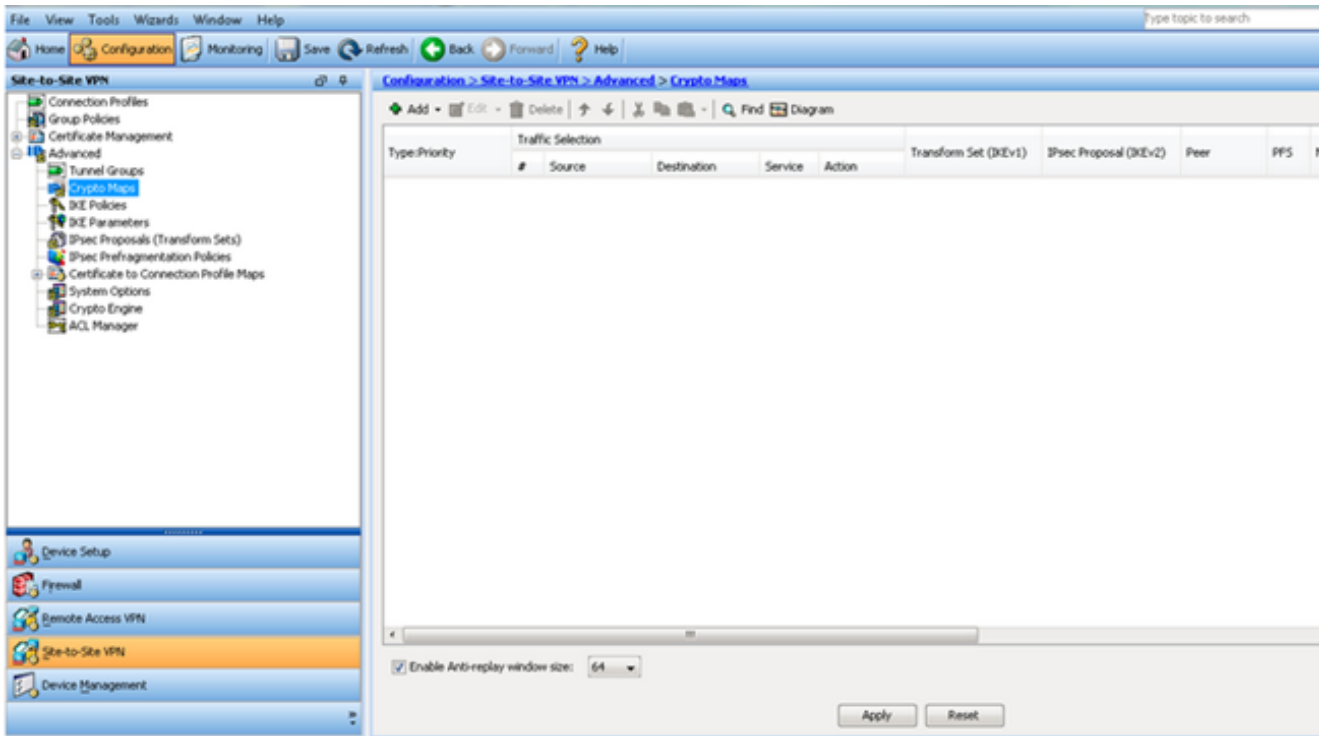 File View Tools Wizards Window Help
Type topic to search
Home Configuration Monitoring Save Refresh Back Forward Help
Site-to-Site VPN
Connection Profiles
Group Policies
Certificate Management
Advanced
Tunnel Groups
Crypto Maps
IKE Policies
IKE Parameters
IPsec Proposals (Transform Sets)
IPsec Prefragmentation Policies
Certificate to Connection Profile Maps
System Options
Crypto Engine
ACL Manager
Device Setup
Firewall
Remote Access VPN
Site-to-Site VPN
Device Management
Configuration > Site-to-Site VPN > Advanced > Crypto Maps
Add Edit Delete Find Diagram
Type:Priority
Traffic Selection
# Source Destination Service Action
Transform Set (IKEv1) IPsec Proposal (IKEv2) Peer PFS
Enable Anti-replay window size: 64
Apply Reset